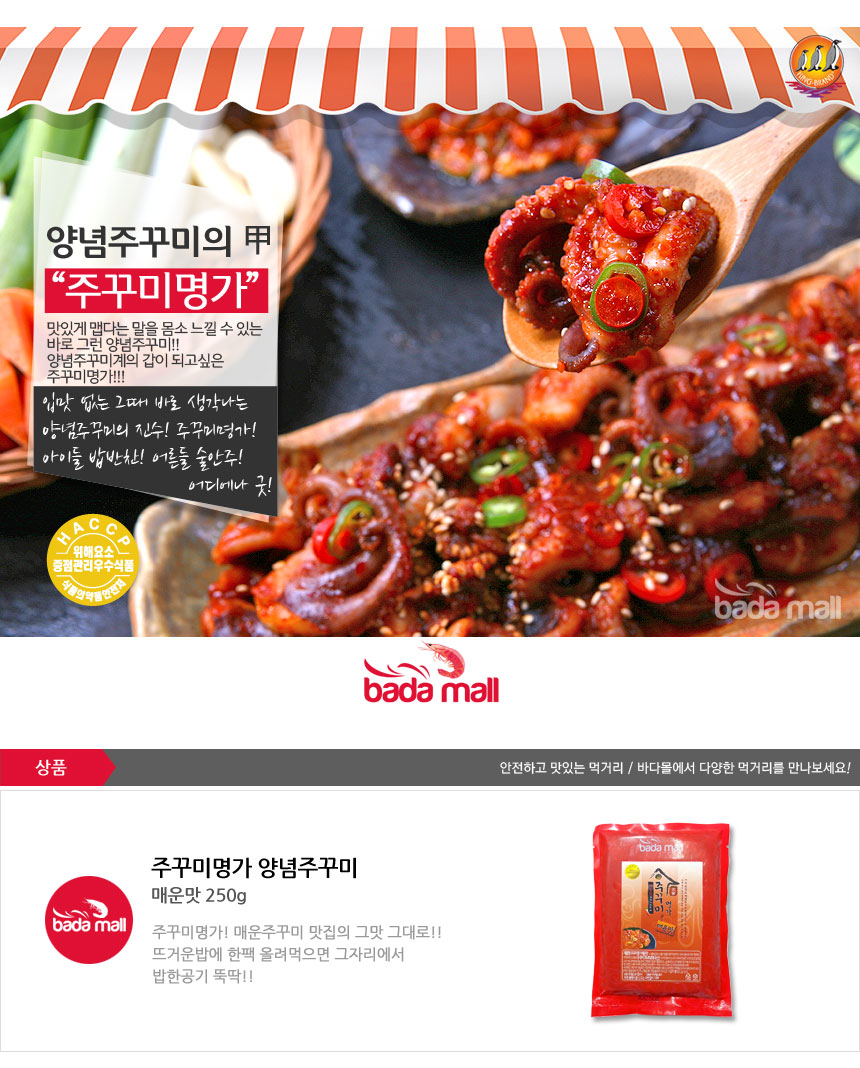 KING-BRAND
양념주꾸미의 甲
“주꾸미명가”
맛있게 맵다는 말을 몸소 느낄 수 있는
바로 그런 양념주꾸미!!
양념주꾸미계의 갑이 되고싶은
주꾸미명가!!!
입맛 없는 그때! 바로 생각나는
양념주꾸미의 진수! 주꾸미명가!
아이들 밥반찬! 어른들 술안주!
어디에나 굿!
HACCP
위해요소
중점관리우수식품
식품의약품안전처
bada mall
bada mall
상품
안전하고 맛있는 먹거리 / 바다몰에서 다양한 먹거리를 만나보세요!
주꾸미명가 양념주꾸미
매운맛 250g
bada mall
주꾸미명가! 매운주꾸미 맛집의 그맛 그대로!!
뜨거운밥에 한팩 올려먹으면 그자리에서
밥한공기 뚝딱!!
bada mall
주꾸미